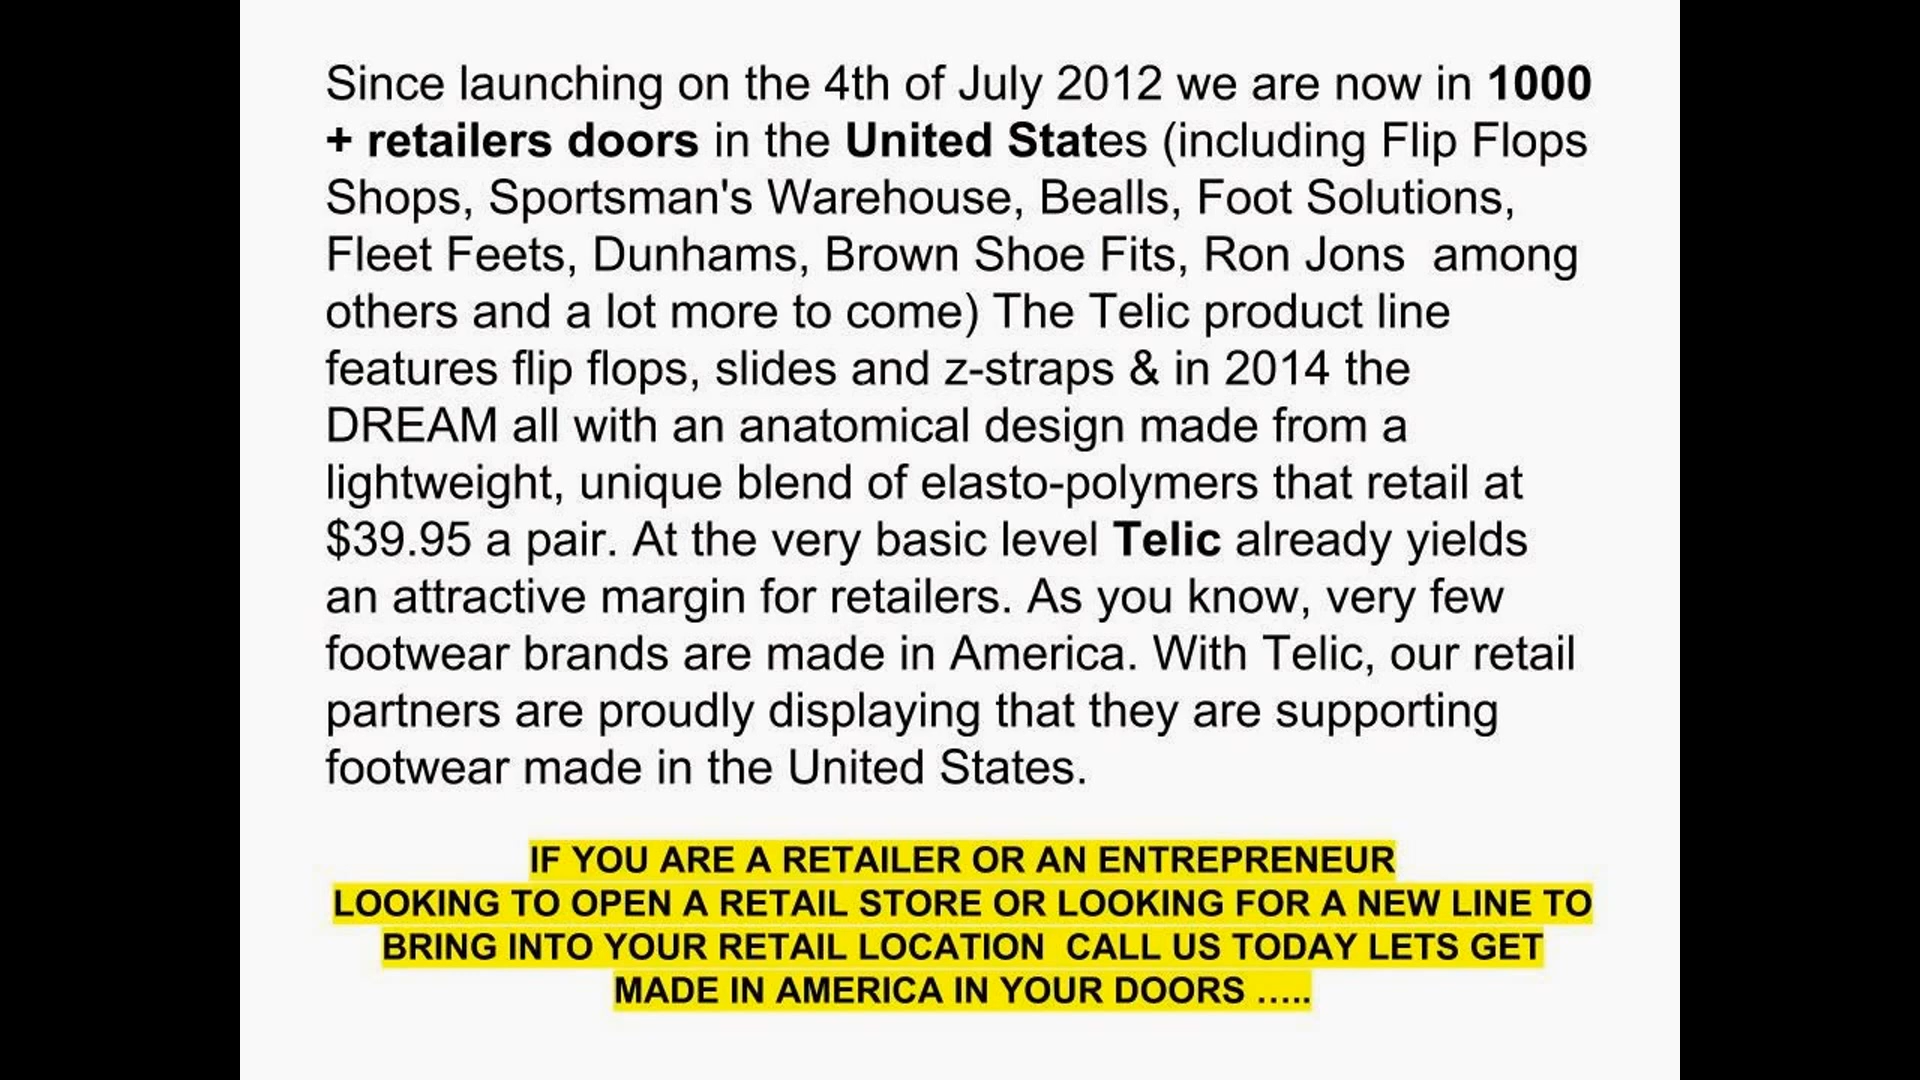 Since launching on the 4th of July 2012 we are now in 1000
+ retailers doors in the United States (including Flip Flops
Shops, Sportsman's Warehouse, Bealls, Foot Solutions,
Fleet Feets, Dunhams, Brown Shoe Fits, Ron Jons  among
others and a lot more to come) The Telic product line
features flip flops, slides and z-straps & in 2014 the
DREAM all with an anatomical design made from a
lightweight, unique blend of elasto-polymers that retail at
$39.95 a pair. At the very basic level Telic already yields
an attractive margin for retailers. As you know, very few
footwear brands are made in America. With Telic, our retail
partners are proudly displaying that they are supporting
footwear made in the United States.
IF YOU ARE A RETAILER OR AN ENTREPRENEUR
LOOKING TO OPEN A RETAIL STORE OR LOOKING FOR A NEW LINE TO
BRING INTO YOUR RETAIL LOCATION  CALL US TODAY LETS GET
MADE IN AMERICA IN YOUR DOORS …..